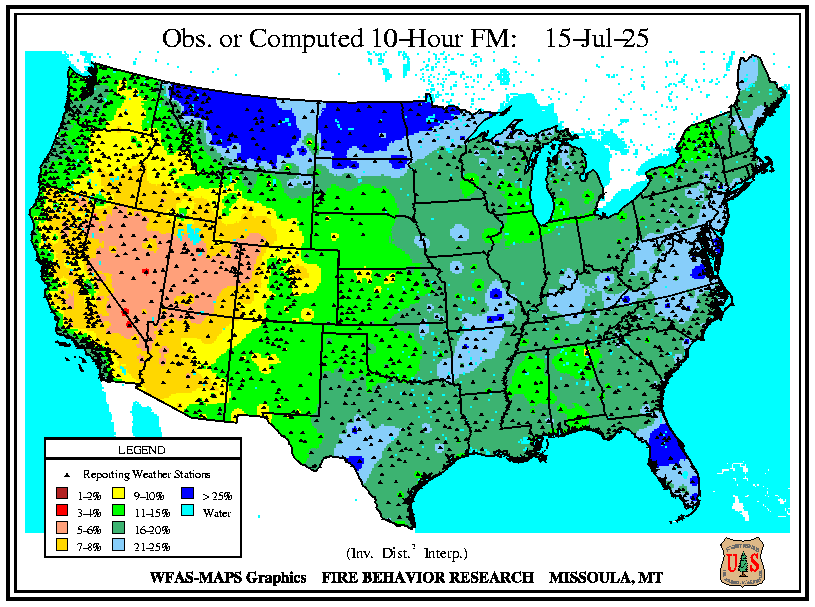 Obs. or Computed 10-Hour FM: 15-Jul-25
LEGEND
Reporting Weather Stations
1-2% 9-10% > 25%
3-4% 11-15% Water
5-6% 16-20%
7-8% 21-25%
(Inv. Dist.² Interp.)
WFAS-MAPS Graphics FIRE BEHAVIOR RESEARCH MISSOULA, MT
U S